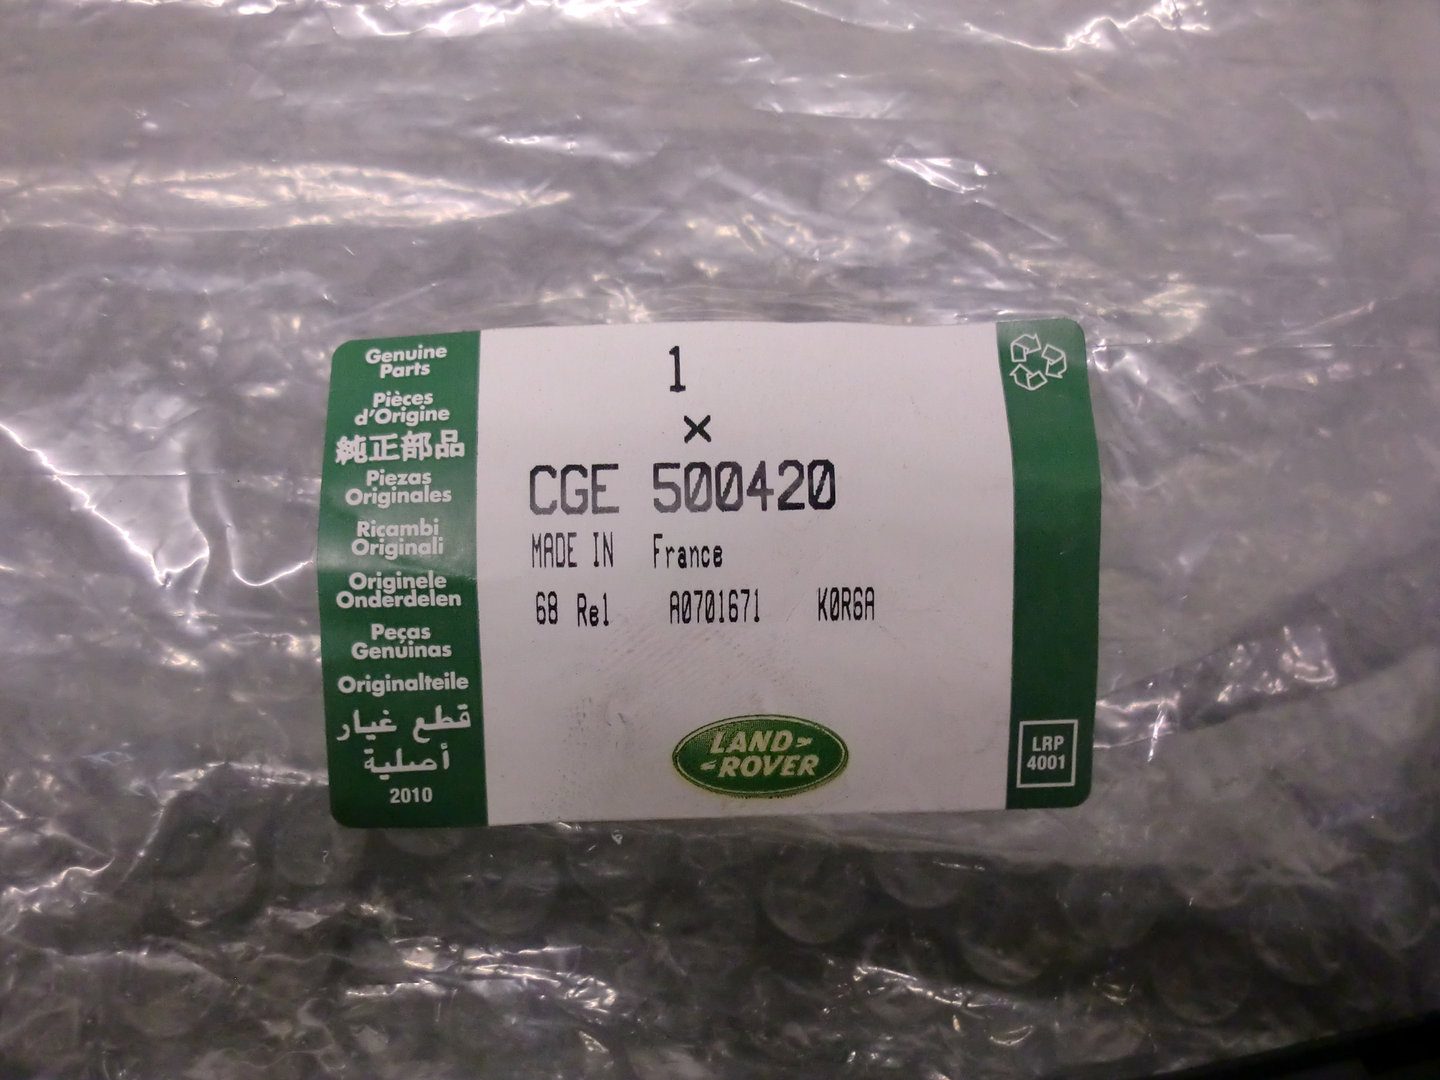 Genuine
Parts
Pièces
d'Origine
純正部品
Piezas
Originales
Ricambi
Originali
Originele
Onderdelen
Peças
Genuinas
Originalteile
قطع غيار
أصلية
2010
1
×
CGE 500420
MADE IN France
68 Rel A0701671 K0R6A
LAND
ROVER
LRP
4001